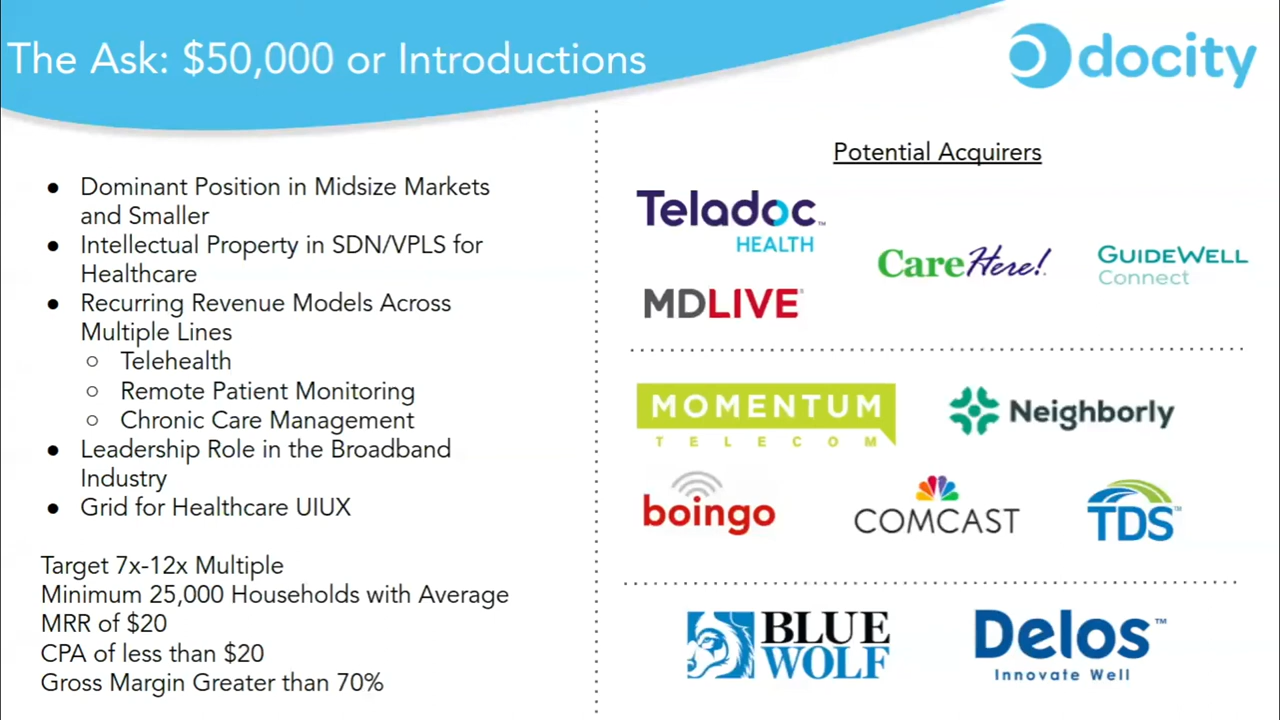 The Ask: $50,000 or Introductions
docity
● Dominant Position in Midsize Markets
and Smaller
● Intellectual Property in SDN/VPLS for
Healthcare
● Recurring Revenue Models Across
Multiple Lines
○ Telehealth
○ Remote Patient Monitoring
○ Chronic Care Management
● Leadership Role in the Broadband
Industry
● Grid for Healthcare UIUX
Target 7x-12x Multiple
Minimum 25,000 Households with Average
MRR of $20
CPA of less than $20
Gross Margin Greater than 70%
Potential Acquirers
Teladoc™
HEALTH
CareHere!
GUIDEWELL
Connect
MDLIVE
MOMENTUM
TELECOM
Neighborly
boingo
COMCAST
TDS™
BLUE
WOLF
Delos™
Innovate Well